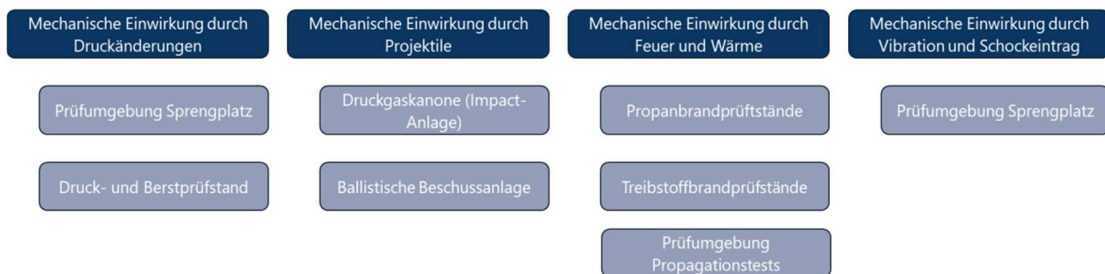 Mechanische Einwirkung durch
Druckänderungen
Prüfumgebung Sprengplatz
Druck- und Berstprüfstand
Mechanische Einwirkung durch
Projektile
Druckgaskanone (Impact-
Anlage)
Ballistische Beschussanlage
Mechanische Einwirkung durch
Feuer und Wärme
Propanbrandprüftstände
Treibstoffbrandprüfstände
Prüfumgebung
Propagationstests
Mechanische Einwirkung durch
Vibration und Schockeintrag
Prüfumgebung Sprengplatz